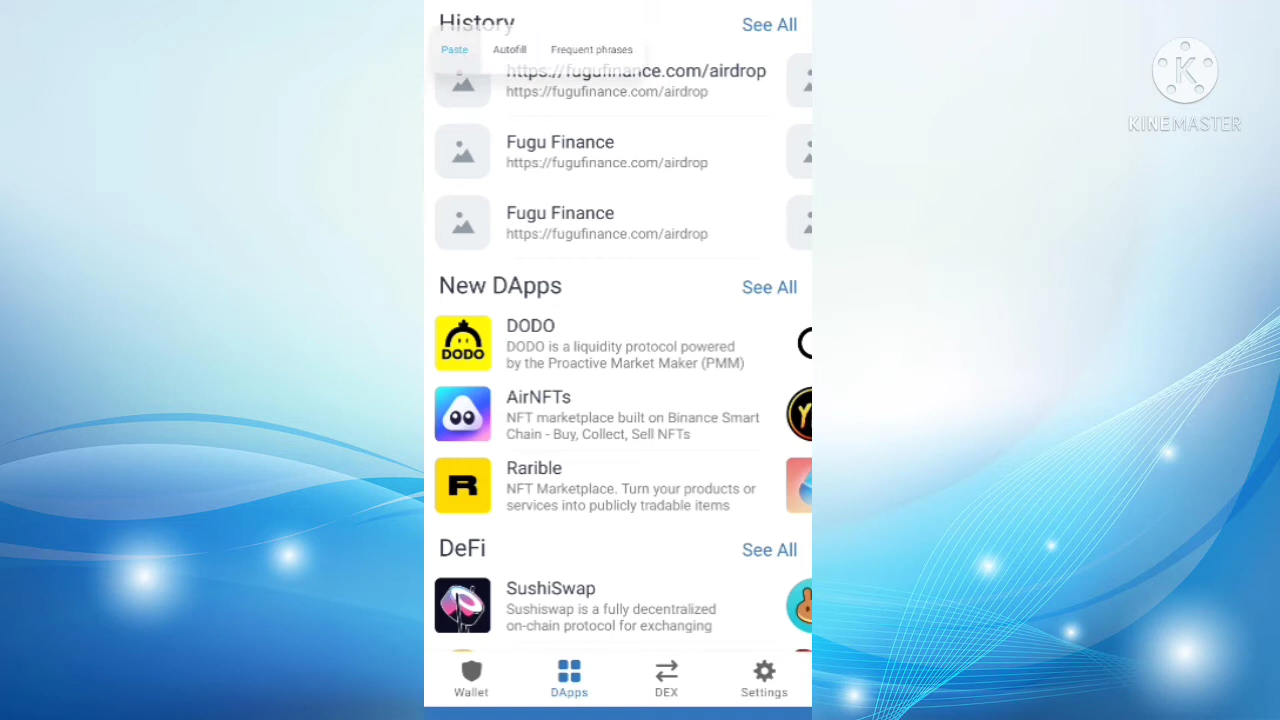 History
See All
Paste Autofill Frequent phrases
https://fugufinance.com/airdrop
https://fugufinance.com/airdrop
Fugu Finance
https://fugufinance.com/airdrop
Fugu Finance
https://fugufinance.com/airdrop
New DApps
See All
DODO
DODO is a liquidity protocol powered
by the Proactive Market Maker (PMM)
DODO
AirNFTs
NFT marketplace built on Binance Smart
Chain - Buy, Collect, Sell NFTs
Rarible
NFT Marketplace. Turn your products or
services into publicly tradable items
R
DeFi
See All
SushiSwap
Sushiswap is a fully decentralized
on-chain protocol for exchanging
Wallet DApps DEX Settings
K
KINEMASTER